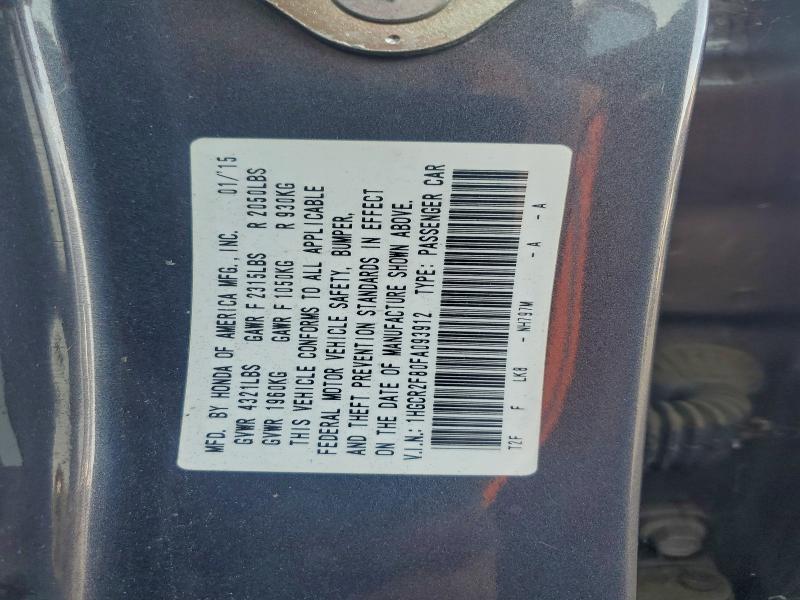 MFD. BY HONDA OF AMERICA MFG., INC. 01/'15
GVWR 4321LBS GAWR F 2315LBS R 2050LBS
GVWR 1960KG GAWR F 1050KG R 930KG
THIS VEHICLE CONFORMS TO ALL APPLICABLE
FEDERAL MOTOR VEHICLE SAFETY, BUMPER,
AND THEFT PREVENTION STANDARDS IN EFFECT
ON THE DATE OF MANUFACTURE SHOWN ABOVE.
V.I.N.: 1HGCR2F80FA093912 TYPE: PASSENGER CAR
T2F F LK8 - NH797M - A - A